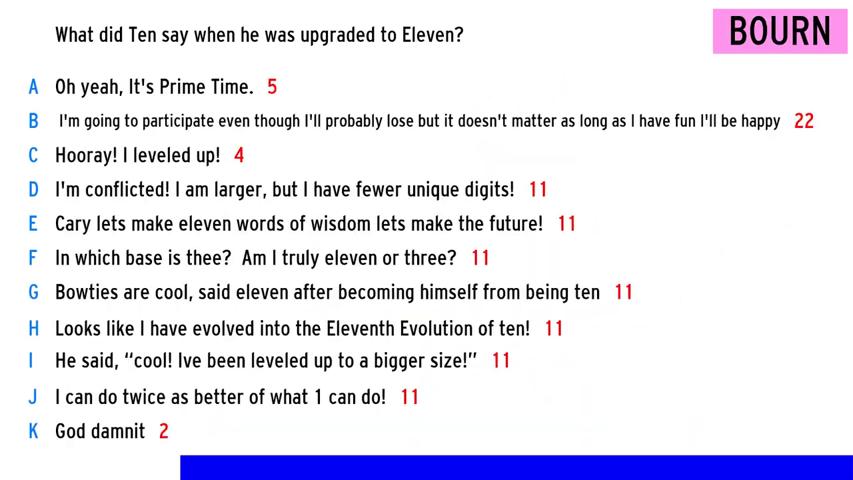 What did Ten say when he was upgraded to Eleven?
BOURN
A Oh yeah, It's Prime Time. 5
B I'm going to participate even though I'll probably lose but it doesn't matter as long as I have fun I'll be happy 22
C Hooray! I leveled up! 4
D I'm conflicted! I am larger, but I have fewer unique digits! 11
E Cary lets make eleven words of wisdom lets make the future! 11
F In which base is thee? Am I truly eleven or three? 11
G Bowties are cool, said eleven after becoming himself from being ten 11
H Looks like I have evolved into the Eleventh Evolution of ten! 11
I He said, “cool! Ive been leveled up to a bigger size!” 11
J I can do twice as better of what 1 can do! 11
K God damnit 2